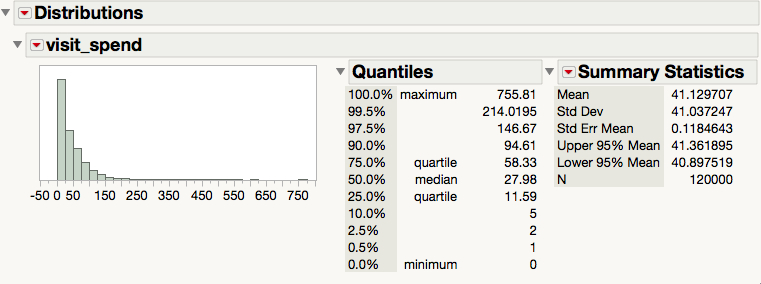 Distributions
visit_spend
-50 0 50 150 250 350 450 550 650 750
Quantiles
100.0% maximum 755.81
99.5% 214.0195
97.5% 146.67
90.0% 94.61
75.0% quartile 58.33
50.0% median 27.98
25.0% quartile 11.59
10.0% 5
2.5% 2
0.5% 1
0.0% minimum 0
Summary Statistics
Mean 41.129707
Std Dev 41.037247
Std Err Mean 0.1184643
Upper 95% Mean 41.361895
Lower 95% Mean 40.897519
N 120000